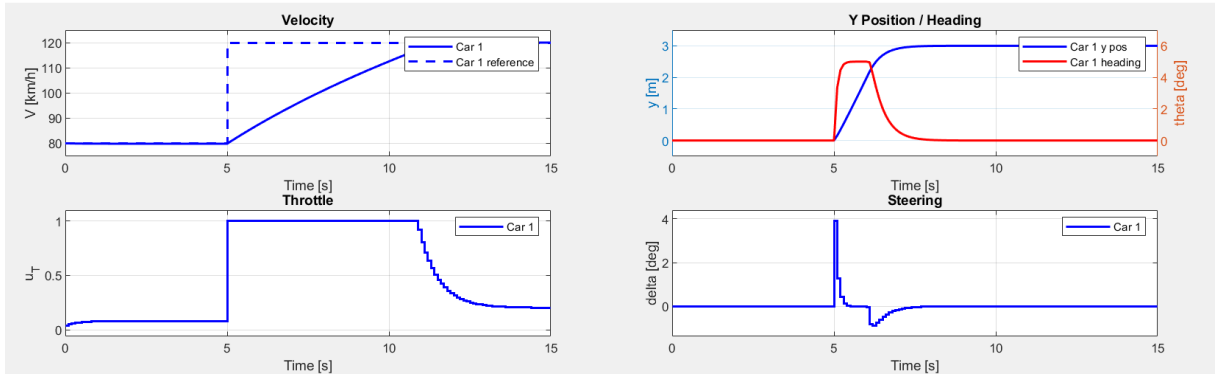 Velocity
120
110
100
90
80
V [km/h]
Car 1
Car 1 reference
0
5
10
15
Time [s]
Y Position / Heading
3
2
1
0
y [m]
6
4
2
0
theta [deg]
Car 1 y pos
Car 1 heading
0
5
10
15
Time [s]
Throttle
1
0.5
0
u_T
Car 1
0
5
10
15
Time [s]
Steering
4
2
0
delta [deg]
Car 1
0
5
10
15
Time [s]